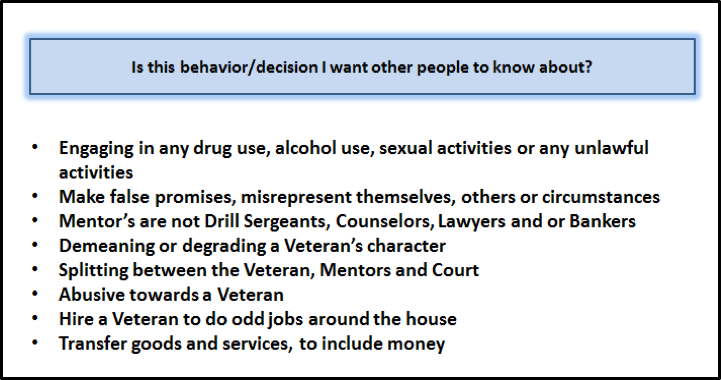 Is this behavior/decision I want other people to know about?
• Engaging in any drug use, alcohol use, sexual activities or any unlawful
activities
• Make false promises, misrepresent themselves, others or circumstances
• Mentor's are not Drill Sergeants, Counselors, Lawyers and or Bankers
• Demeaning or degrading a Veteran's character
• Splitting between the Veteran, Mentors and Court
• Abusive towards a Veteran
• Hire a Veteran to do odd jobs around the house
• Transfer goods and services, to include money